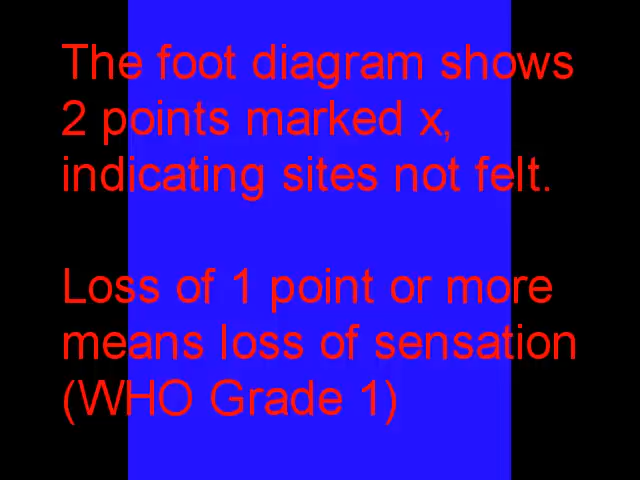 The foot diagram shows
2 points marked x,
indicating sites not felt.
Loss of 1 point or more
means loss of sensation
(WHO Grade 1)